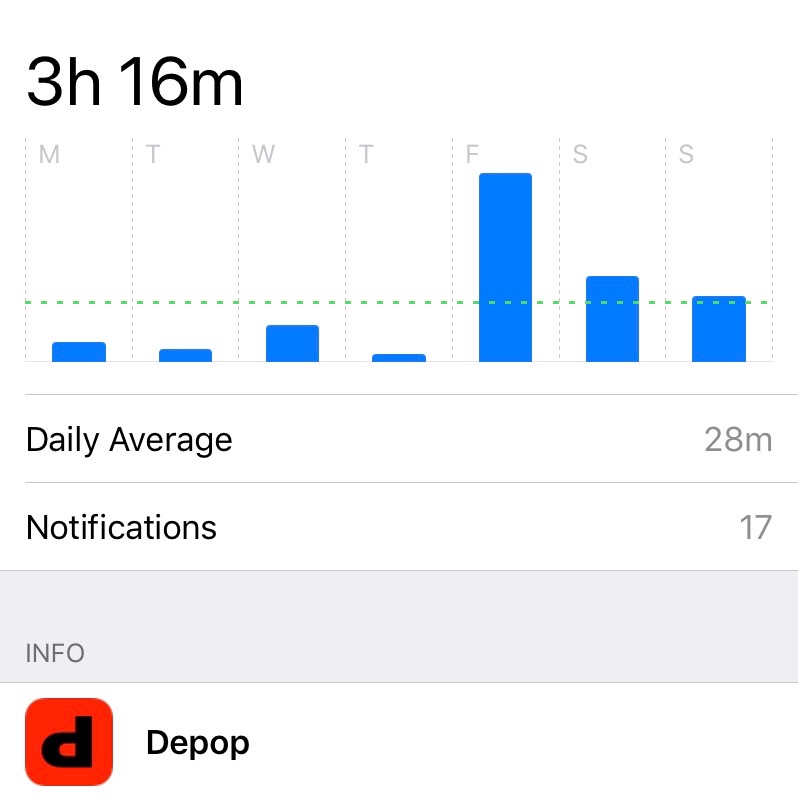 3h 16m
M T W T F S S
Daily Average 28m
Notifications 17
INFO
d Depop